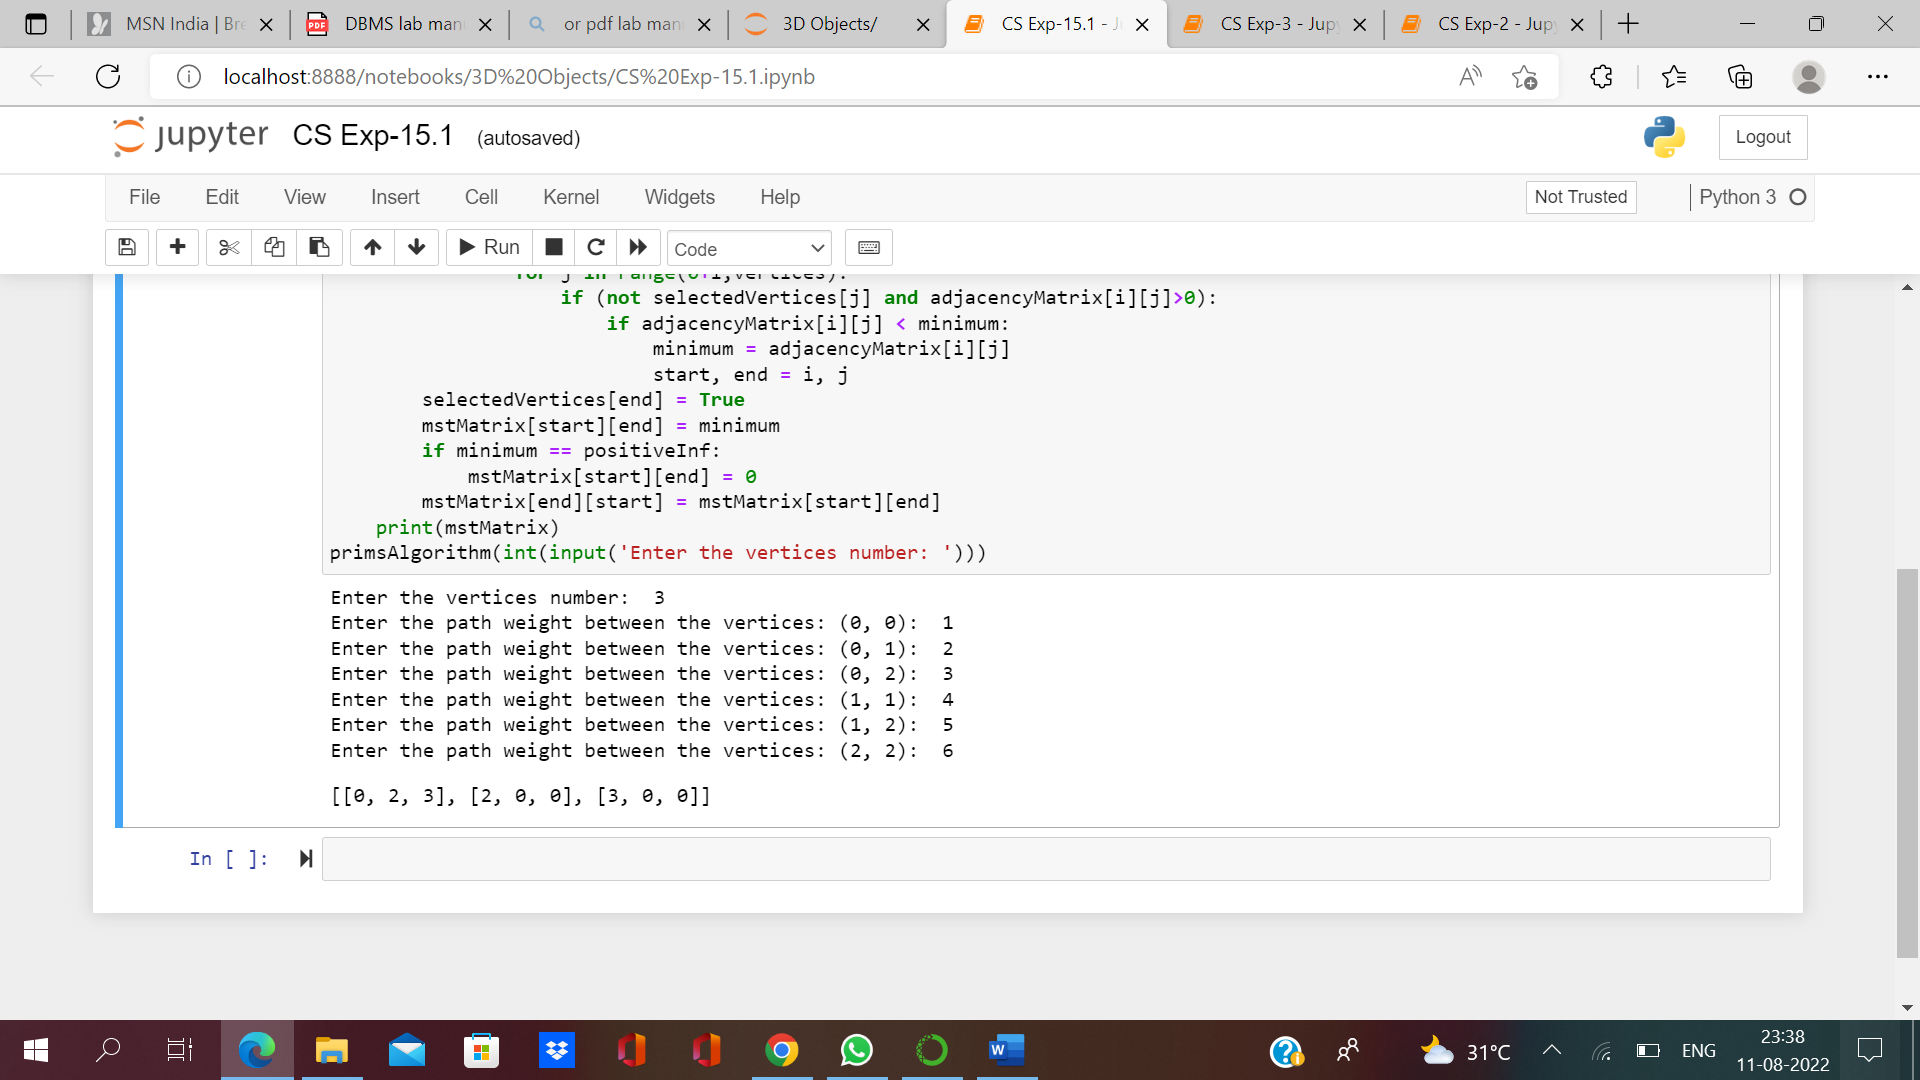 MSN India | Bre
DBMS lab man
or pdf lab man
3D Objects/
CS Exp-15.1 - J
CS Exp-3 - Jup
CS Exp-2 - Jup
localhost:8888/notebooks/3D%20Objects/CS%20Exp-15.1.ipynb
jupyter CS Exp-15.1 (autosaved)
Logout
File Edit View Insert Cell Kernel Widgets Help
Not Trusted
Python 3
Run
Code
for j in range(0+i,vertices):
if (not selectedVertices[j] and adjacencyMatrix[i][j]>0):
if adjacencyMatrix[i][j] < minimum:
minimum = adjacencyMatrix[i][j]
start, end = i, j
selectedVertices[end] = True
mstMatrix[start][end] = minimum
if minimum == positiveInf:
mstMatrix[start][end] = 0
mstMatrix[end][start] = mstMatrix[start][end]
print(mstMatrix)
primsAlgorithm(int(input('Enter the vertices number: ')))
Enter the vertices number: 3
Enter the path weight between the vertices: (0, 0): 1
Enter the path weight between the vertices: (0, 1): 2
Enter the path weight between the vertices: (0, 2): 3
Enter the path weight between the vertices: (1, 1): 4
Enter the path weight between the vertices: (1, 2): 5
Enter the path weight between the vertices: (2, 2): 6
[[0, 2, 3], [2, 0, 0], [3, 0, 0]]
In [ ]:
31°C
ENG
23:38
11-08-2022